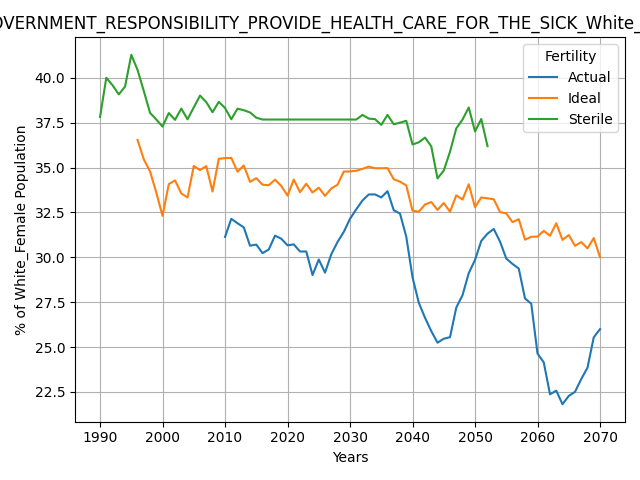 OVERNMENT_RESPONSIBILITY_PROVIDE_HEALTH_CARE_FOR_THE_SICK_White_
Fertility
Actual
Ideal
Sterile
% of White_Female Population
40.0
37.5
35.0
32.5
30.0
27.5
25.0
22.5
1990 2000 2010 2020 2030 2040 2050 2060 2070
Years